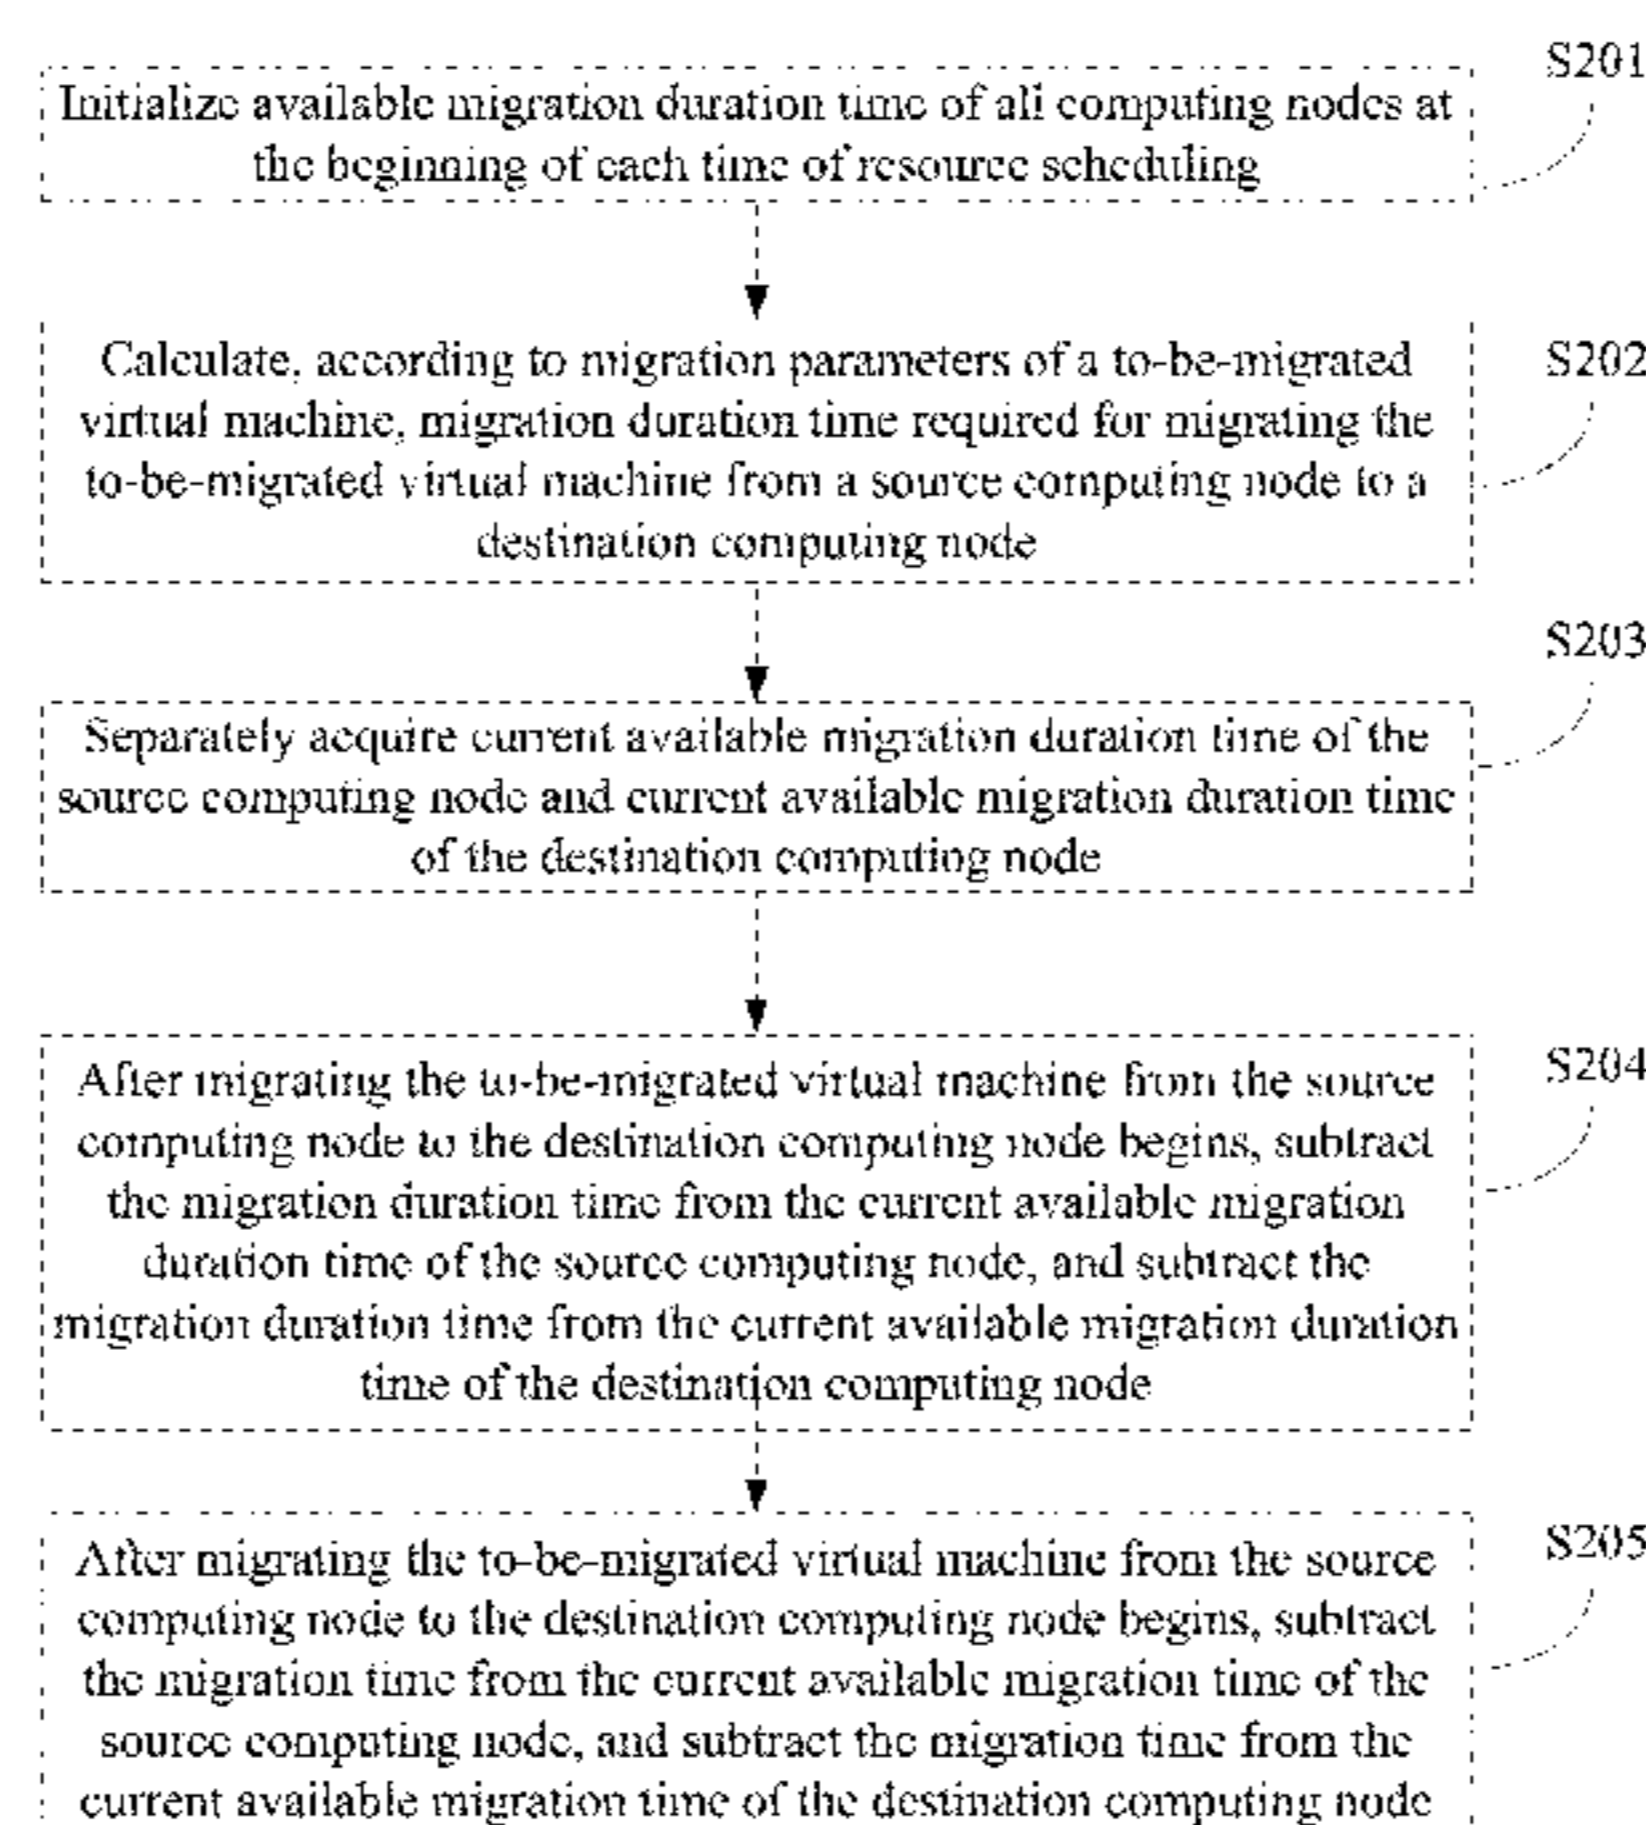 S201
Initialize available migration duration time of all computing nodes at
the beginning of each time of resource scheduling
S202
Calculate, according to migration parameters of a to-be-migrated
virtual machine, migration duration time required for migrating the
to-be-migrated virtual machine from a source computing node to a
destination computing node
S203
Separately acquire current available migration duration time of the
source computing node and current available migration duration time
of the destination computing node
S204
After migrating the to-be-migrated virtual machine from the source
computing node to the destination computing node begins, subtract
the migration duration time from the current available migration
duration time of the source computing node, and subtract the
migration duration time from the current available migration duration
time of the destination computing node
S205
After migrating the to-be-migrated virtual machine from the source
computing node to the destination computing node begins, subtract
the migration time from the current available migration time of the
source computing node, and subtract the migration time from the
current available migration time of the destination computing node